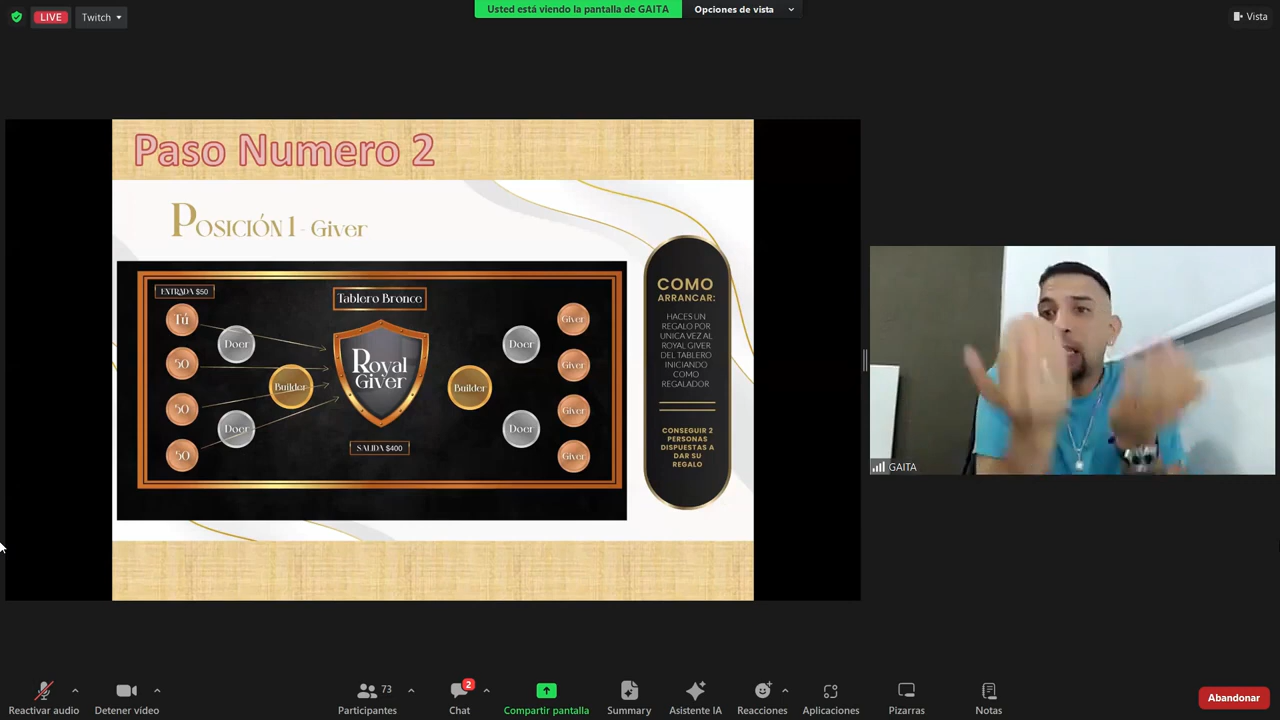 LIVE
Twitch
Usted está viendo la pantalla de GAITA
Opciones de vista
Vista
Paso Numero 2
POSICIÓN 1 - Giver
ENTRADA $50
Tablero Bronce
Tú
50
50
50
Doer
Doer
Builder
Royal
Giver
SALIDA $400
Builder
Doer
Doer
Giver
Giver
Giver
Giver
COMO
ARRANCAR:
HACES UN
REGALO POR
UNICA VEZ AL
ROYAL GIVER
DEL TABLERO
INICIANDO
COMO
REGALADOR
CONSEGUIR 2
PERSONAS
DISPUESTAS A
DAR SU
REGALO
GAITA
Reactivar audio
Detener vídeo
73
Participantes
2
Chat
Compartir pantalla
Summary
Asistente IA
Reacciones
Aplicaciones
Pizarras
Notas
Abandonar